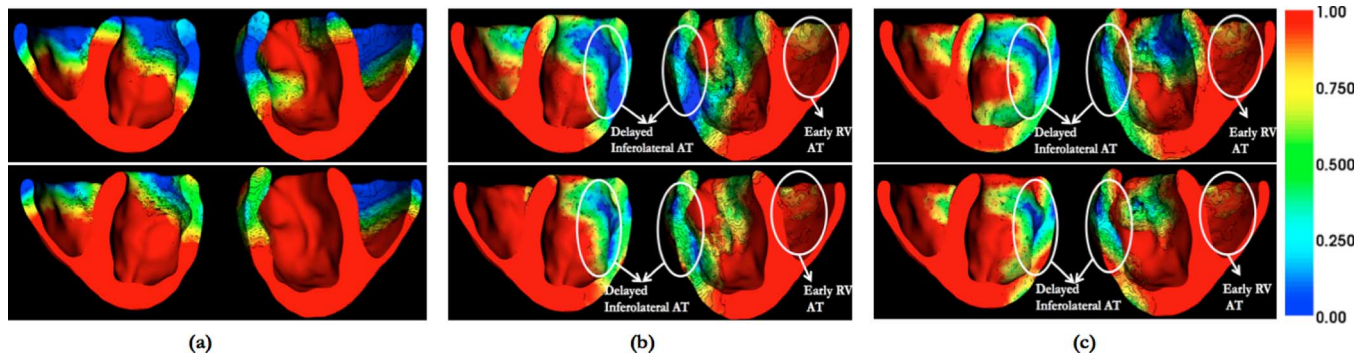 1.00
0.750
0.500
0.250
0.00
Delayed
Inferolateral AT
Early RV
AT
Delayed
Inferolateral AT
Early RV
AT
Delayed
Inferolateral AT
Early RV
AT
Delayed
Inferolateral AT
Early RV
AT
(a)
(b)
(c)